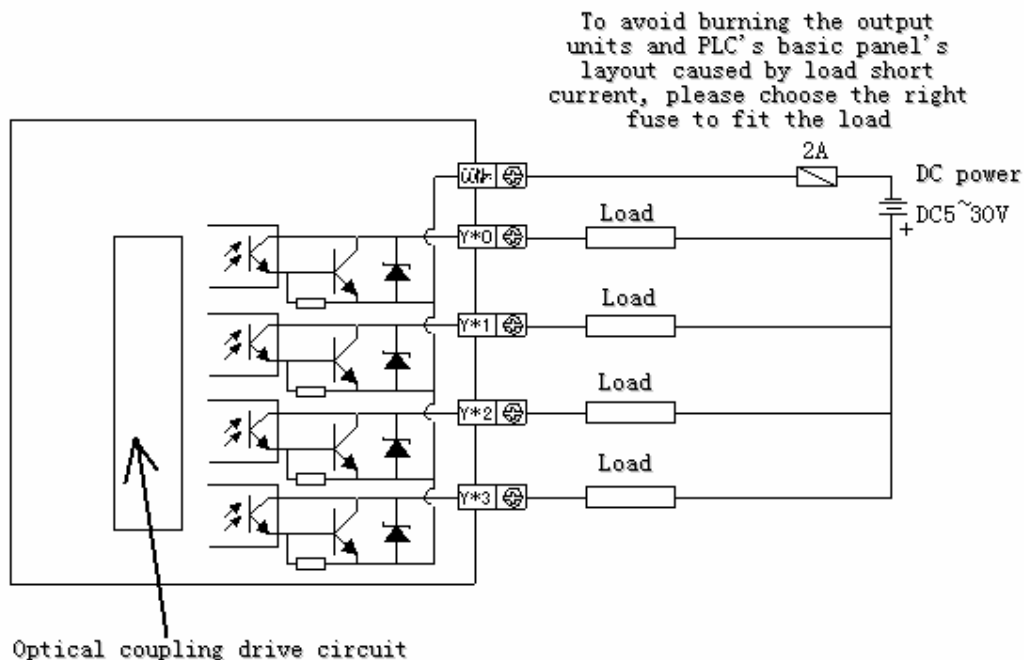 To avoid burning the output
units and PLC's basic panel's
layout caused by load short
current, please choose the right
fuse to fit the load
2A
DC power
DC5~30V
+
Load
Y*0
Load
Y*1
Load
Y*2
Load
Y*3
Optical coupling drive circuit